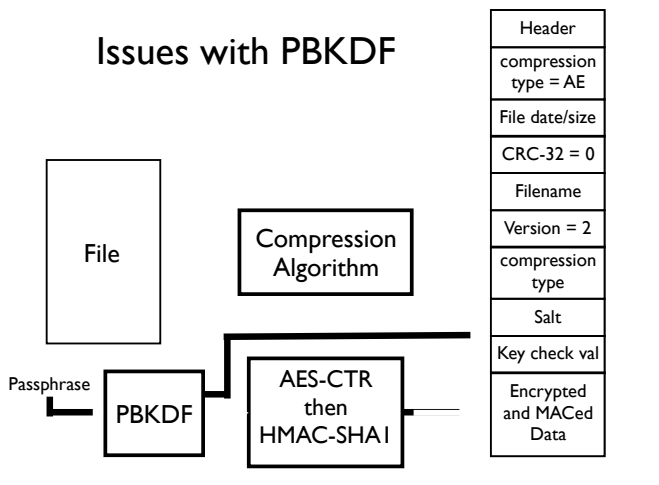 Issues with PBKDF
File
Compression
Algorithm
Passphrase
PBKDF
AES-CTR
then
HMAC-SHA1
Header
compression
type = AE
File date/size
CRC-32 = 0
Filename
Version = 2
compression
type
Salt
Key check val
Encrypted
and MACed
Data